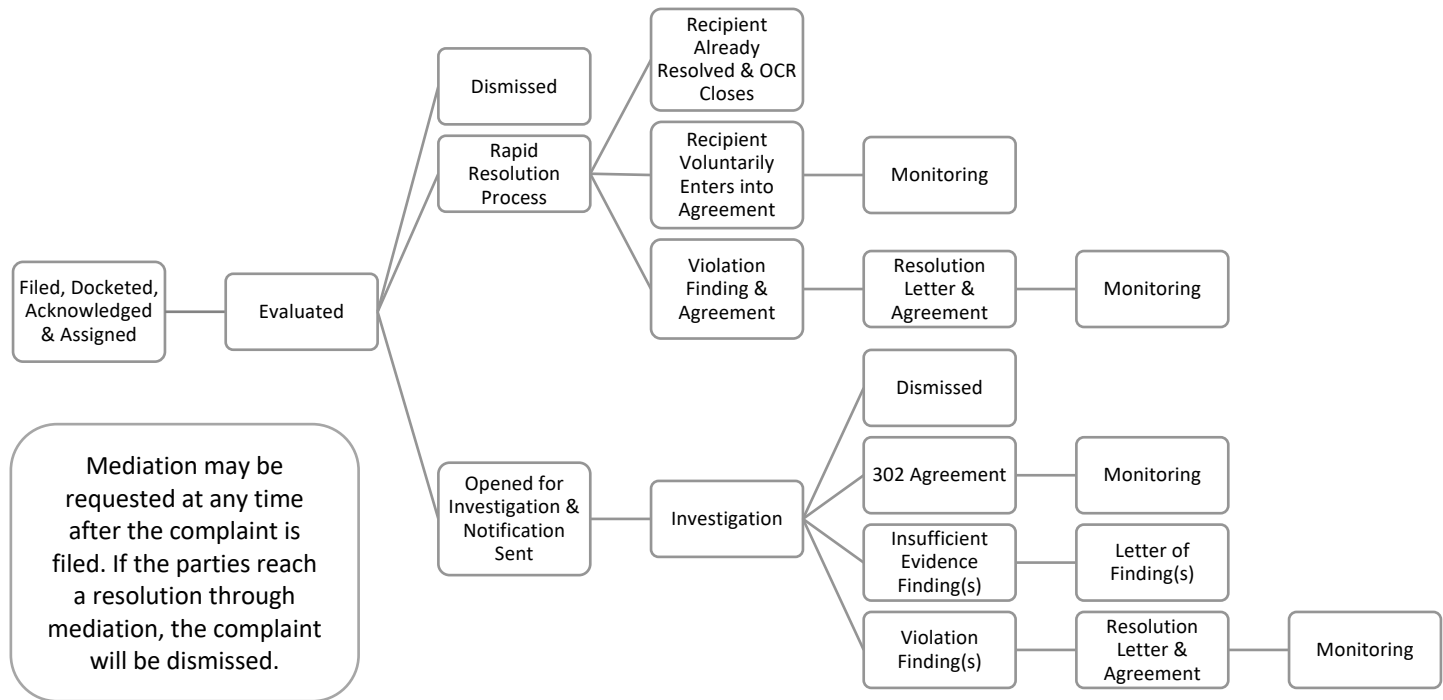 Filed, Docketed,
Acknowledged
& Assigned
Evaluated
Dismissed
Rapid
Resolution
Process
Recipient
Already
Resolved & OCR
Closes
Recipient
Voluntarily
Enters into
Agreement
Monitoring
Violation
Finding &
Agreement
Resolution
Letter &
Agreement
Monitoring
Opened for
Investigation &
Notification
Sent
Investigation
Dismissed
302 Agreement
Monitoring
Insufficient
Evidence
Finding(s)
Letter of
Finding(s)
Violation
Finding(s)
Resolution
Letter &
Agreement
Monitoring
Mediation may be
requested at any time
after the complaint is
filed. If the parties reach
a resolution through
mediation, the complaint
will be dismissed.